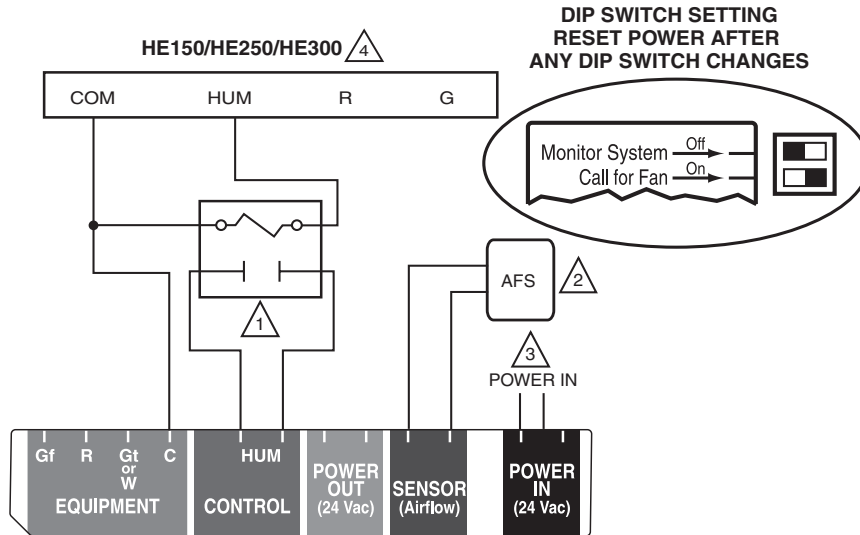 DIP SWITCH SETTING
RESET POWER AFTER
ANY DIP SWITCH CHANGES
HE150/HE250/HE300 4
COM HUM R G
Monitor System Off
Call for Fan On
AFS 2
1
3
POWER IN
Gf R Gt or W C
EQUIPMENT
HUM
CONTROL
POWER
OUT
(24 Vac)
SENSOR
(Airflow)
POWER
IN
(24 Vac)